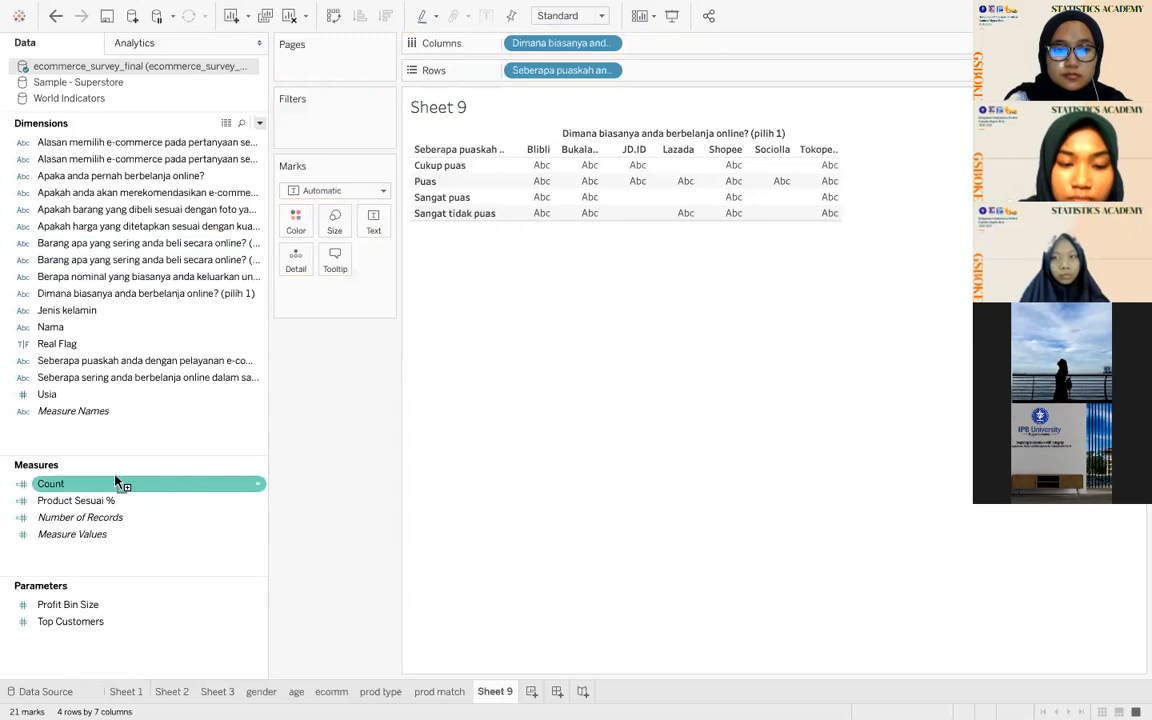 Standard
Data
Analytics
ecommerce_survey_final (ecommerce_survey_...
Sample - Superstore
World Indicators
Dimensions
Alasan memilih e-commerce pada pertanyaan se...
Alasan memilih e-commerce pada pertanyaan se...
Apaka anda pernah berbelanja online?
Apakah anda akan merekomendasikan e-comme...
Apakah barang yang dibeli sesuai dengan foto ya...
Apakah harga yang ditetapkan sesuai dengan kua...
Barang apa yang sering anda beli secara online? (...
Barang apa yang sering anda beli secara online? (...
Berapa nominal yang biasanya anda keluarkan un...
Dimana biasanya anda berbelanja online? (pilih 1)
Jenis kelamin
Nama
Real Flag
Seberapa puaskah anda dengan pelayanan e-co...
Seberapa sering anda berbelanja online dalam sa...
Usia
Measure Names
Measures
Count
Product Sesuai %
Number of Records
Measure Values
Parameters
Profit Bin Size
Top Customers
Pages
Filters
Marks
Automatic
Color
Size
Text
Detail
Tooltip
Columns
Dimana biasanya and..
Rows
Seberapa puaskah an..
Sheet 9
Dimana biasanya anda berbelanja online? (pilih 1)
Seberapa puaskah .. Blibli Bukala.. JD.ID Lazada Shopee Sociolla Tokope..
Cukup puas Abc Abc Abc Abc Abc
Puas Abc Abc Abc Abc Abc Abc Abc
Sangat puas Abc Abc Abc Abc
Sangat tidak puas Abc Abc Abc Abc Abc
STATISTICS ACADEMY
GSBOKE
STATISTICS ACADEMY
STATISTICS ACADEMY
GSBOKE
IPB University
Data Source
Sheet 1
Sheet 2
Sheet 3
gender
age
ecomm
prod type
prod match
Sheet 9
21 marks
4 rows by 7 columns